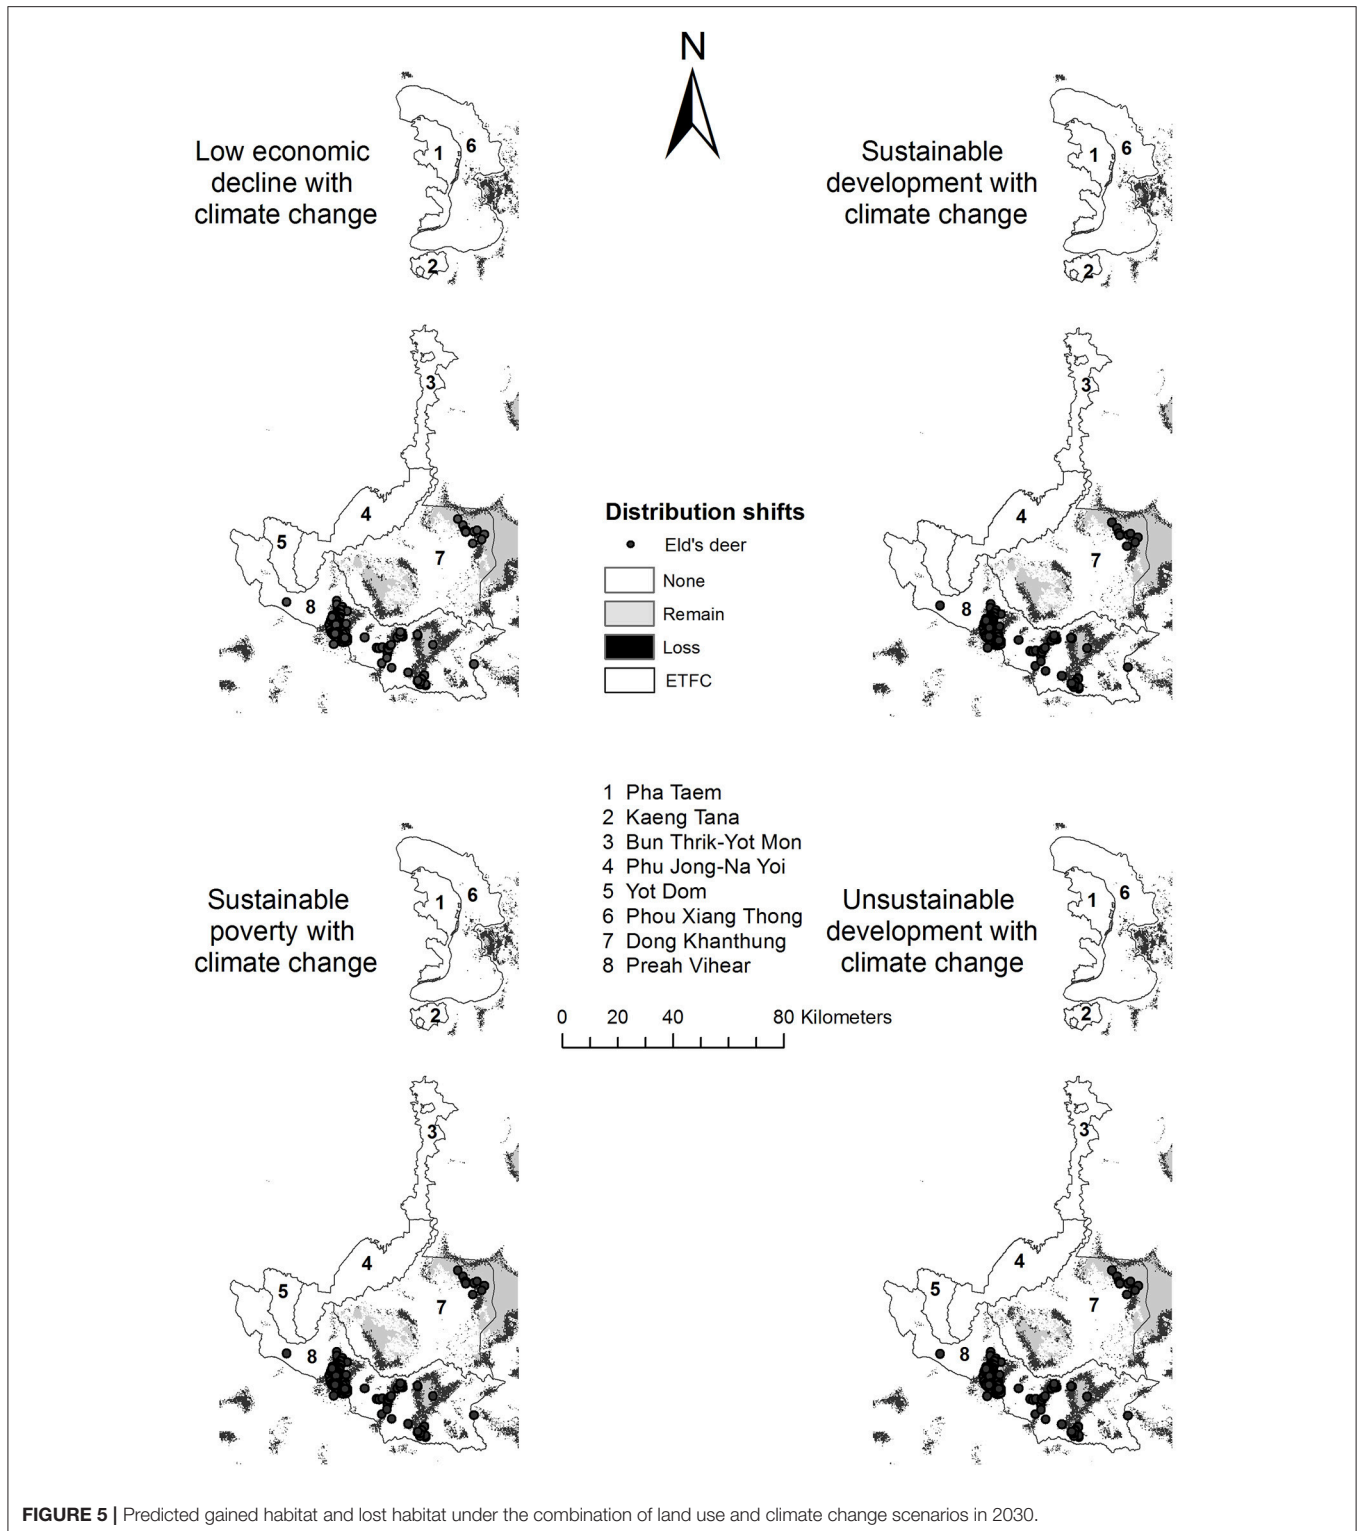 N
Low economic
decline with
climate change
1
6
2
3
4
5
7
8
Sustainable
development with
climate change
1
6
2
3
4
7
8
Distribution shifts
Eld's deer
None
Remain
Loss
ETFC
1 Pha Taem
2 Kaeng Tana
3 Bun Thrik-Yot Mon
4 Phu Jong-Na Yoi
5 Yot Dom
6 Phou Xiang Thong
7 Dong Khanthung
8 Preah Vihear
0 20 40 80 Kilometers
Sustainable
poverty with
climate change
1
6
2
3
4
5
7
8
Unsustainable
development with
climate change
1
6
2
3
4
5
7
8
FIGURE 5 | Predicted gained habitat and lost habitat under the combination of land use and climate change scenarios in 2030.